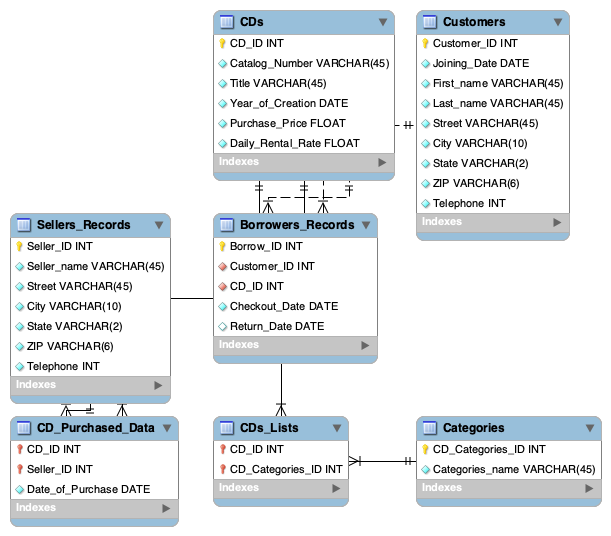 CDs
CD_ID INT
Catalog_Number VARCHAR(45)
Title VARCHAR(45)
Year_of_Creation DATE
Purchase_Price FLOAT
Daily_Rental_Rate FLOAT
Indexes
Customers
Customer_ID INT
Joining_Date DATE
First_name VARCHAR(45)
Last_name VARCHAR(45)
Street VARCHAR(45)
City VARCHAR(10)
State VARCHAR(2)
ZIP VARCHAR(6)
Telephone INT
Indexes
Sellers_Records
Seller_ID INT
Seller_name VARCHAR(45)
Street VARCHAR(45)
City VARCHAR(10)
State VARCHAR(2)
ZIP VARCHAR(6)
Telephone INT
Indexes
Borrowers_Records
Borrow_ID INT
Customer_ID INT
CD_ID INT
Checkout_Date DATE
Return_Date DATE
Indexes
CD_Purchased_Data
CD_ID INT
Seller_ID INT
Date_of_Purchase DATE
Indexes
CDs_Lists
CD_ID INT
CD_Categories_ID INT
Indexes
Categories
CD_Categories_ID INT
Categories_name VARCHAR(45)
Indexes